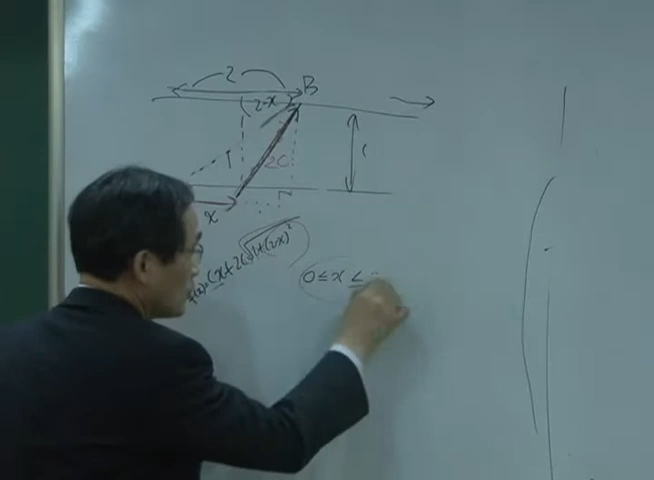 2
B
(2-x)
1
2C
x
f(x)=Cx+2C√1+(2-x)²
0≤x≤